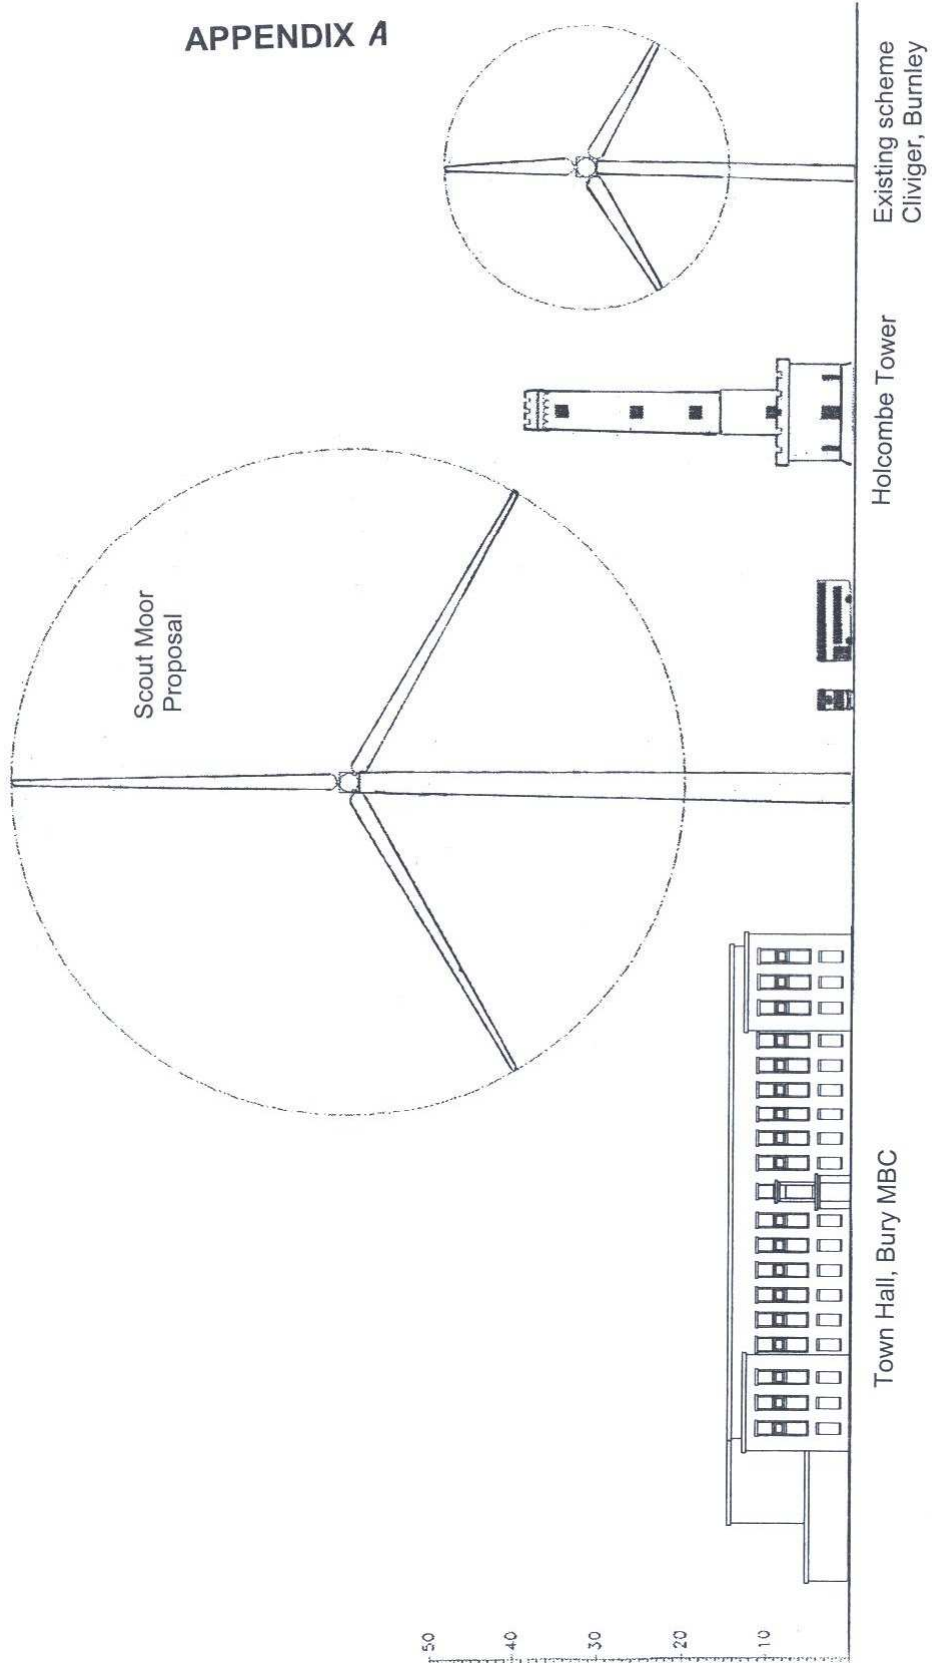 APPENDIX A
Scout Moor
Proposal
50
40
30
20
10
Town Hall, Bury MBC
Holcombe Tower
Existing scheme
Cliviger, Burnley